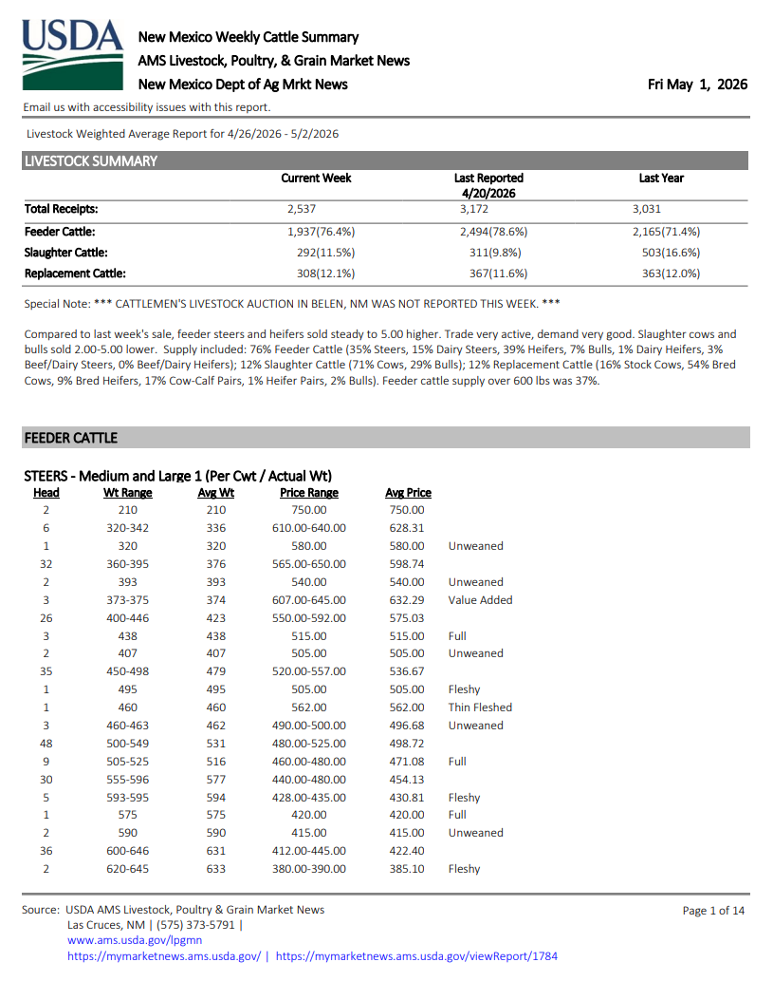 USDA
New Mexico Weekly Cattle Summary
AMS Livestock, Poultry, & Grain Market News
New Mexico Dept of Ag Mrkt News
Fri May 1, 2026
Email us with accessibility issues with this report.
Livestock Weighted Average Report for 4/26/2026 - 5/2/2026
LIVESTOCK SUMMARY
Current Week Last Reported Last Year
4/20/2026
Total Receipts: 2,537 3,172 3,031
Feeder Cattle: 1,937(76.4%) 2,494(78.6%) 2,165(71.4%)
Slaughter Cattle: 292(11.5%) 311(9.8%) 503(16.6%)
Replacement Cattle: 308(12.1%) 367(11.6%) 363(12.0%)
Special Note: *** CATTLEMEN'S LIVESTOCK AUCTION IN BELEN, NM WAS NOT REPORTED THIS WEEK. ***
Compared to last week's sale, feeder steers and heifers sold steady to 5.00 higher. Trade very active, demand very good. Slaughter cows and
bulls sold 2.00-5.00 lower. Supply included: 76% Feeder Cattle (35% Steers, 15% Dairy Steers, 39% Heifers, 7% Bulls, 1% Dairy Heifers, 3%
Beef/Dairy Steers, 0% Beef/Dairy Heifers); 12% Slaughter Cattle (71% Cows, 29% Bulls); 12% Replacement Cattle (16% Stock Cows, 54% Bred
Cows, 9% Bred Heifers, 17% Cow-Calf Pairs, 1% Heifer Pairs, 2% Bulls). Feeder cattle supply over 600 lbs was 37%.
FEEDER CATTLE
STEERS - Medium and Large 1 (Per Cwt / Actual Wt)
Head Wt Range Avg Wt Price Range Avg Price
2 210 210 750.00 750.00
6 320-342 336 610.00-640.00 628.31
1 320 320 580.00 580.00 Unweaned
32 360-395 376 565.00-650.00 598.74
2 393 393 540.00 540.00 Unweaned
3 373-375 374 607.00-645.00 632.29 Value Added
26 400-446 423 550.00-592.00 575.03
3 438 438 515.00 515.00 Full
2 407 407 505.00 505.00 Unweaned
35 450-498 479 520.00-557.00 536.67
1 495 495 505.00 505.00 Fleshy
1 460 460 562.00 562.00 Thin Fleshed
3 460-463 462 490.00-500.00 496.68 Unweaned
48 500-549 531 480.00-525.00 498.72
9 505-525 516 460.00-480.00 471.08 Full
30 555-596 577 440.00-480.00 454.13
5 593-595 594 428.00-435.00 430.81 Fleshy
1 575 575 420.00 420.00 Full
2 590 590 415.00 415.00 Unweaned
36 600-646 631 412.00-445.00 422.40
2 620-645 633 380.00-390.00 385.10 Fleshy
Source: USDA AMS Livestock, Poultry & Grain Market News
Page 1 of 14
Las Cruces, NM | (575) 373-5791 |
www.ams.usda.gov/lpgmn
https://mymarketnews.ams.usda.gov/ | https://mymarketnews.ams.usda.gov/viewReport/1784